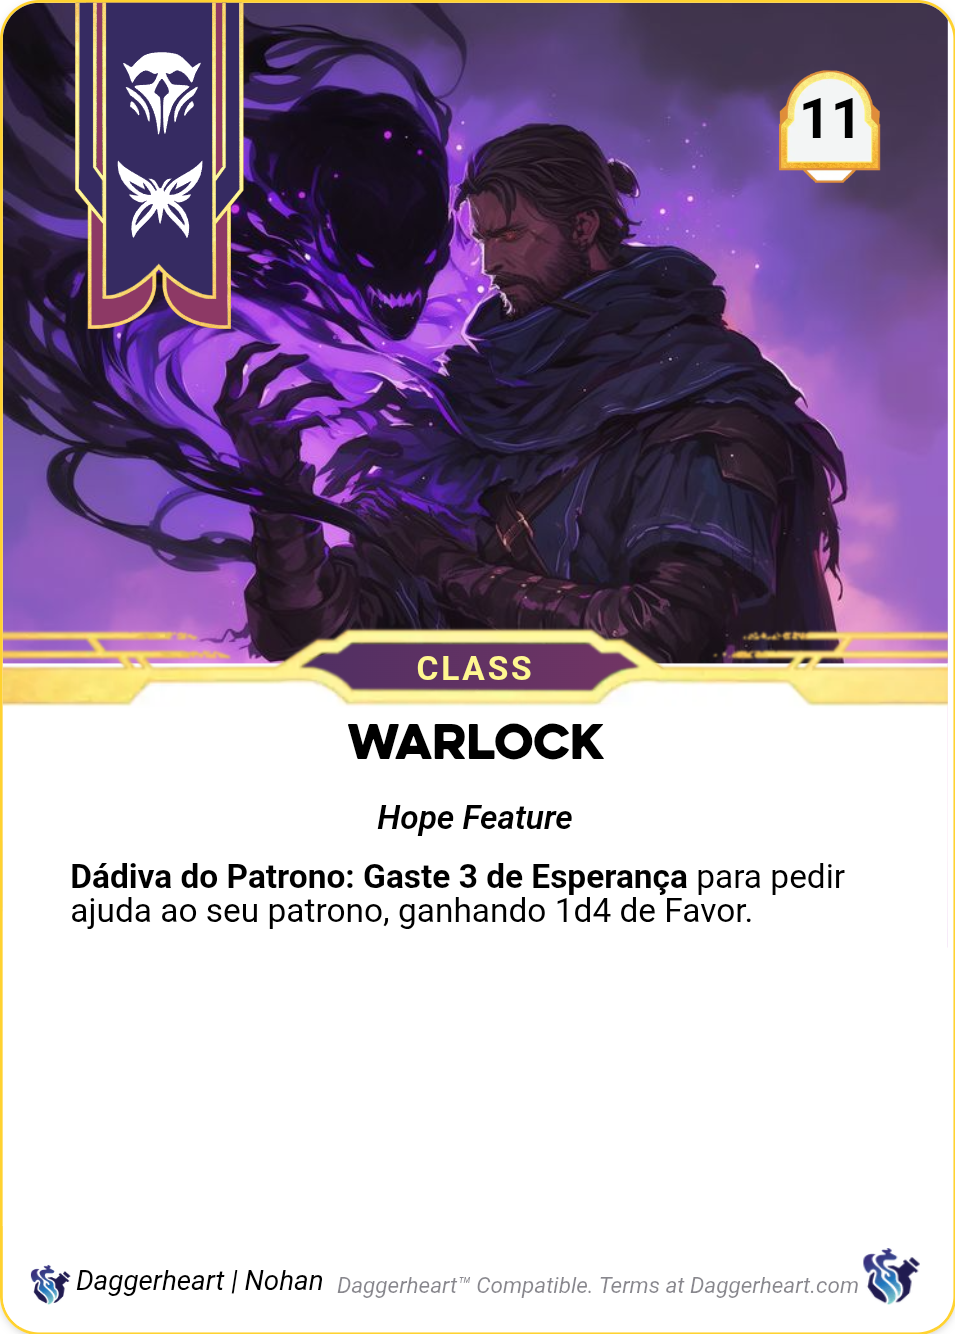 11
CLASS
WARLOCK
Hope Feature
Dádiva do Patrono: Gaste 3 de Esperança para pedir
ajuda ao seu patrono, ganhando 1d4 de Favor.
Daggerheart | Nohan Daggerheart™ Compatible. Terms at Daggerheart.com